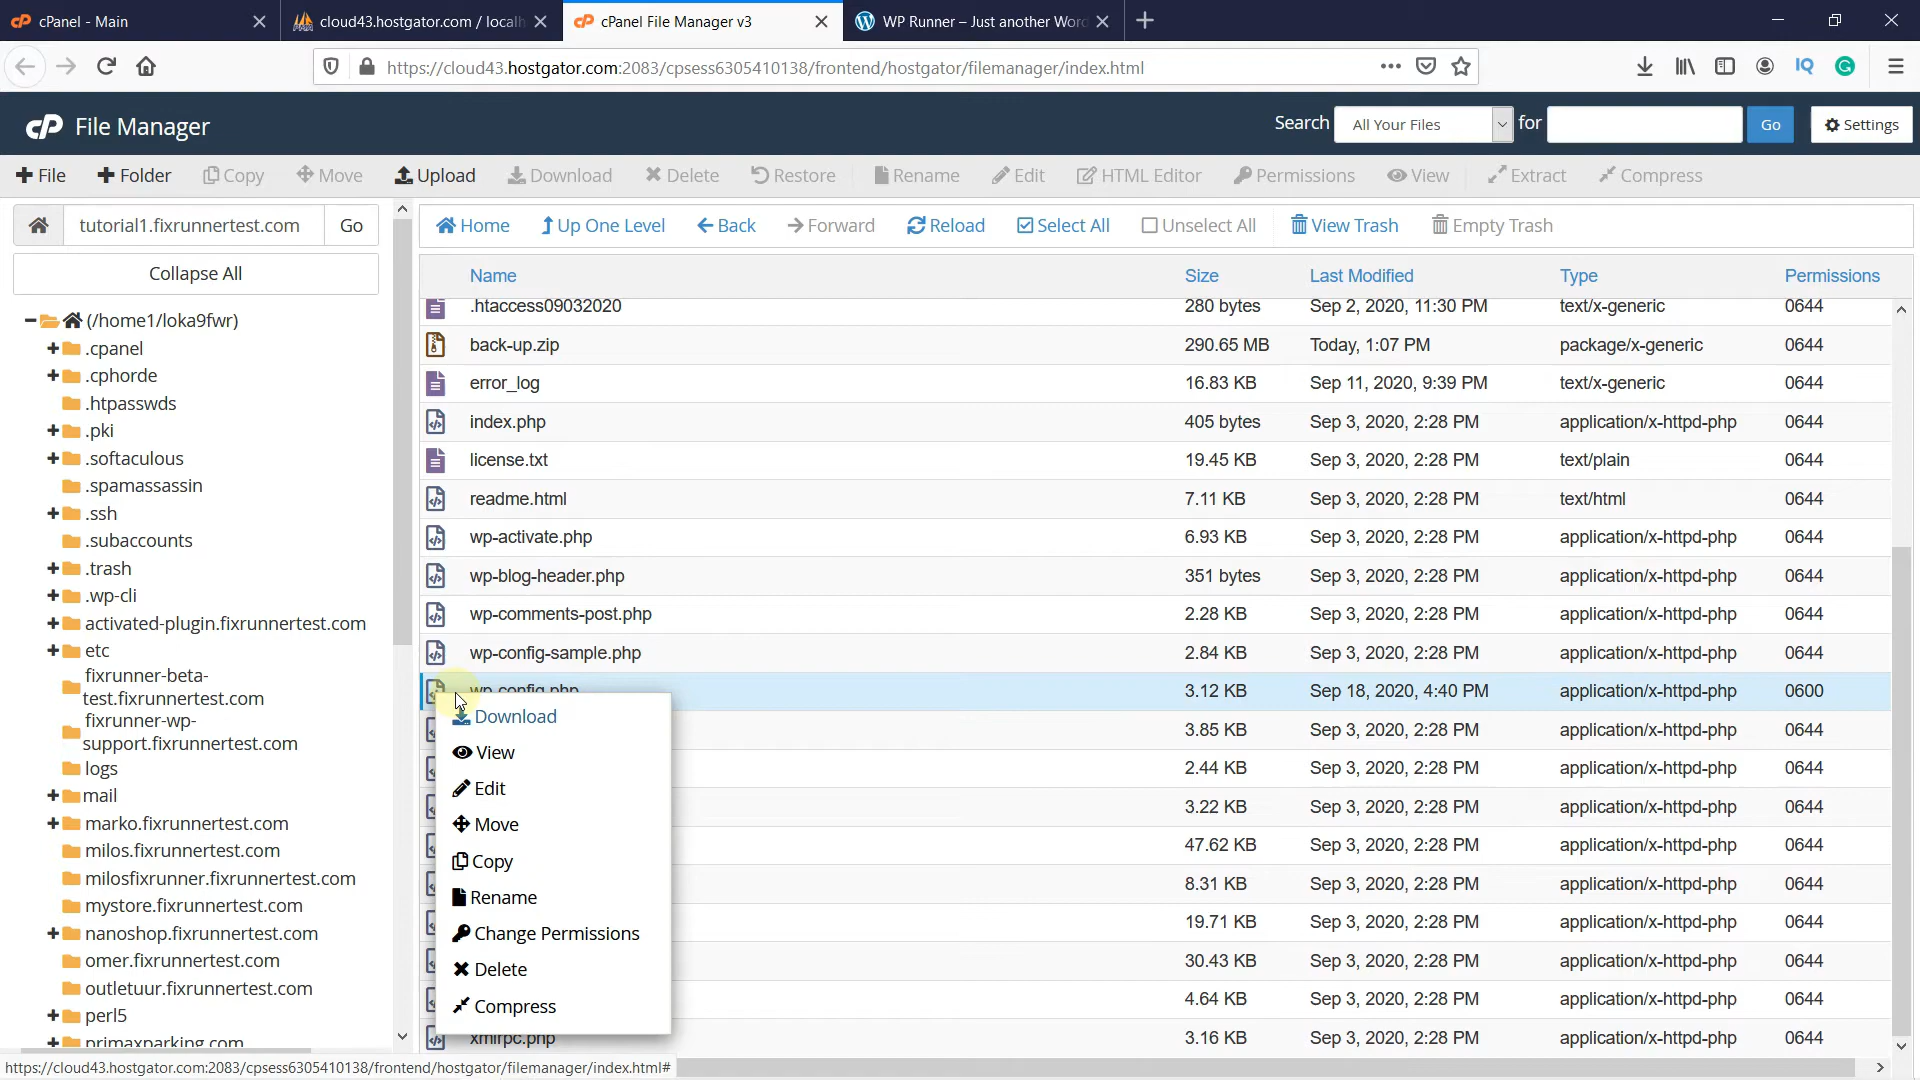 cPanel - Main
cloud43.hostgator.com / localh
cPanel File Manager v3
WP Runner – Just another Word
https://cloud43.hostgator.com:2083/cpsess6305410138/frontend/hostgator/filemanager/index.html
IQ
cP File Manager
Search All Your Files for Go Settings
File Folder Copy Move Upload Download Delete Restore Rename Edit HTML Editor Permissions View Extract Compress
tutorial1.fixrunnertest.com Go
Collapse All
(/home1/loka9fwr)
.cpanel
.cphorde
.htpasswds
.pki
.softaculous
.spamassassin
.ssh
.subaccounts
.trash
.wp-cli
activated-plugin.fixrunnertest.com
etc
fixrunner-beta-
test.fixrunnertest.com
fixrunner-wp-
support.fixrunnertest.com
logs
mail
marko.fixrunnertest.com
milos.fixrunnertest.com
milosfixrunner.fixrunnertest.com
mystore.fixrunnertest.com
nanoshop.fixrunnertest.com
omer.fixrunnertest.com
outletuur.fixrunnertest.com
perl5
primaxparking.com
Home Up One Level Back Forward Reload Select All Unselect All View Trash Empty Trash
Name Size Last Modified Type Permissions
.htaccess09032020 280 bytes Sep 2, 2020, 11:30 PM text/x-generic 0644
back-up.zip 290.65 MB Today, 1:07 PM package/x-generic 0644
error_log 16.83 KB Sep 11, 2020, 9:39 PM text/x-generic 0644
index.php 405 bytes Sep 3, 2020, 2:28 PM application/x-httpd-php 0644
license.txt 19.45 KB Sep 3, 2020, 2:28 PM text/plain 0644
readme.html 7.11 KB Sep 3, 2020, 2:28 PM text/html 0644
wp-activate.php 6.93 KB Sep 3, 2020, 2:28 PM application/x-httpd-php 0644
wp-blog-header.php 351 bytes Sep 3, 2020, 2:28 PM application/x-httpd-php 0644
wp-comments-post.php 2.28 KB Sep 3, 2020, 2:28 PM application/x-httpd-php 0644
wp-config-sample.php 2.84 KB Sep 3, 2020, 2:28 PM application/x-httpd-php 0644
wp-config.php 3.12 KB Sep 18, 2020, 4:40 PM application/x-httpd-php 0600
3.85 KB Sep 3, 2020, 2:28 PM application/x-httpd-php 0644
2.44 KB Sep 3, 2020, 2:28 PM application/x-httpd-php 0644
3.22 KB Sep 3, 2020, 2:28 PM application/x-httpd-php 0644
47.62 KB Sep 3, 2020, 2:28 PM application/x-httpd-php 0644
8.31 KB Sep 3, 2020, 2:28 PM application/x-httpd-php 0644
19.71 KB Sep 3, 2020, 2:28 PM application/x-httpd-php 0644
30.43 KB Sep 3, 2020, 2:28 PM application/x-httpd-php 0644
4.64 KB Sep 3, 2020, 2:28 PM application/x-httpd-php 0644
xmlrpc.php 3.16 KB Sep 3, 2020, 2:28 PM application/x-httpd-php 0644
Download
View
Edit
Move
Copy
Rename
Change Permissions
Delete
Compress
https://cloud43.hostgator.com:2083/cpsess6305410138/frontend/hostgator/filemanager/index.html#